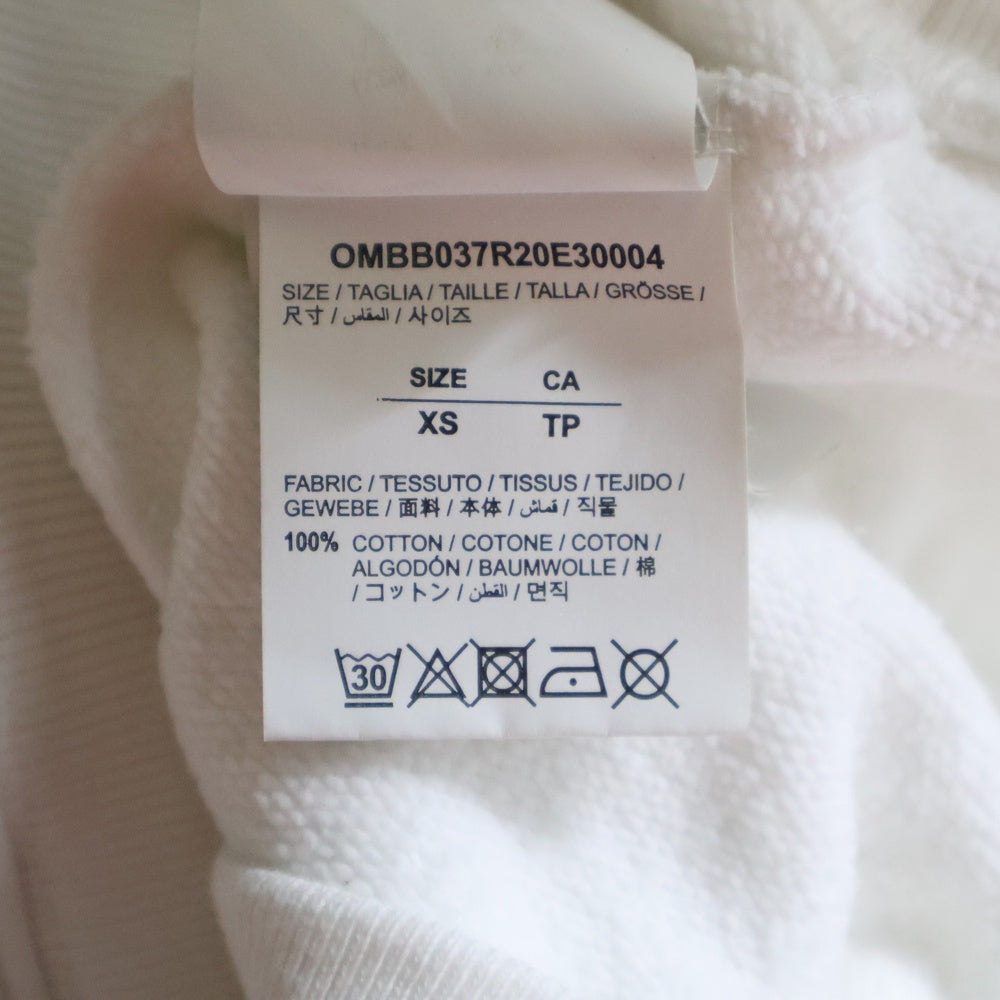 OMBB037R20E30004
SIZE / TAGLIA / TAILLE / TALLA / GRÖSSE /
尺寸 / المقاس / 사이즈
SIZE CA
XS TP
FABRIC / TESSUTO / TISSUS / TEJIDO /
GEWEBE / 面料 / 本体 / قماش / 직물
100% COTTON / COTONE / COTON /
ALGODÓN / BAUMWOLLE / 棉
/ コットン / القطن / 면직
30